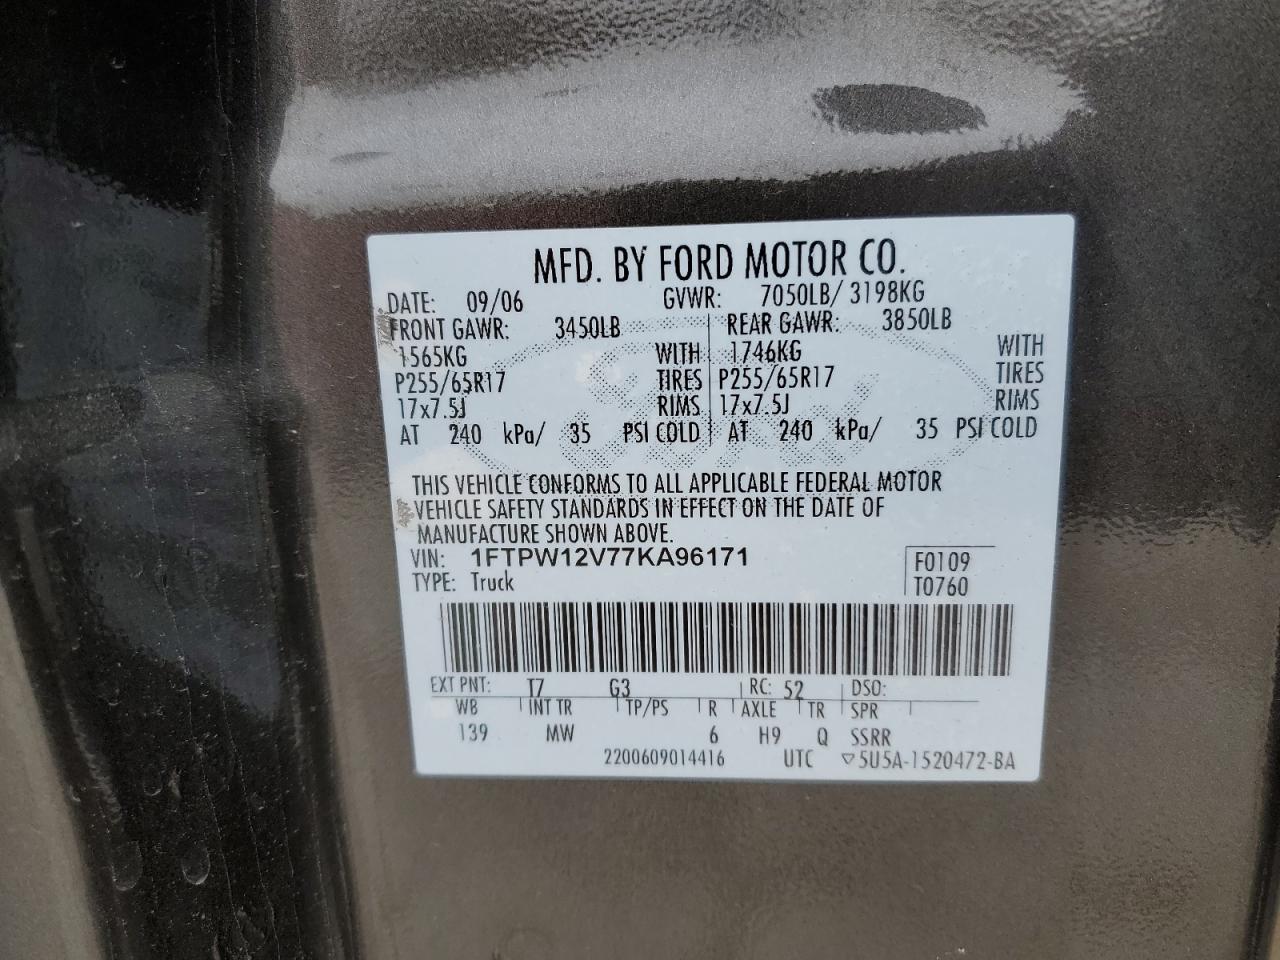 MFD. BY FORD MOTOR CO.
DATE: 09/06 GVWR: 7050LB/ 3198KG
FRONT GAWR: 3450LB REAR GAWR: 3850LB
1565KG WITH 1746KG WITH
P255/65R17 TIRES P255/65R17 TIRES
17x7.5J RIMS 17x7.5J RIMS
AT 240 kPa/ 35 PSI COLD AT 240 kPa/ 35 PSI COLD
THIS VEHICLE CONFORMS TO ALL APPLICABLE FEDERAL MOTOR
VEHICLE SAFETY STANDARDS IN EFFECT ON THE DATE OF
MANUFACTURE SHOWN ABOVE.
VIN: 1FTPW12V77KA96171 F0109
TYPE: Truck T0760
EXT PNT: T7 G3 RC: 52 DSO:
WB INT TR TP/PS R AXLE TR SPR
139 MW 6 H9 Q SSRR
2200609014416 UTC ▽5U5A-1520472-BA